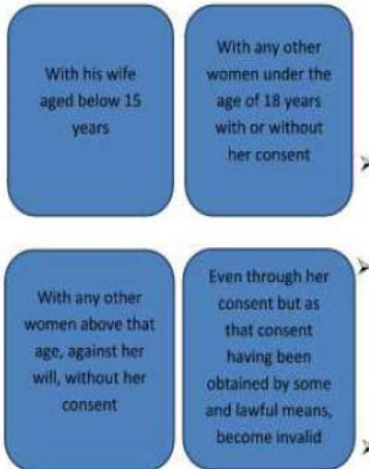 With his wife
aged below 15
years
With any other
women under the
age of 18 years
with or without
her consent
With any other
women above that
age, against her
will, without her
consent
Even through her
consent but as
that consent
having been
obtained by some
and lawful means,
become invalid